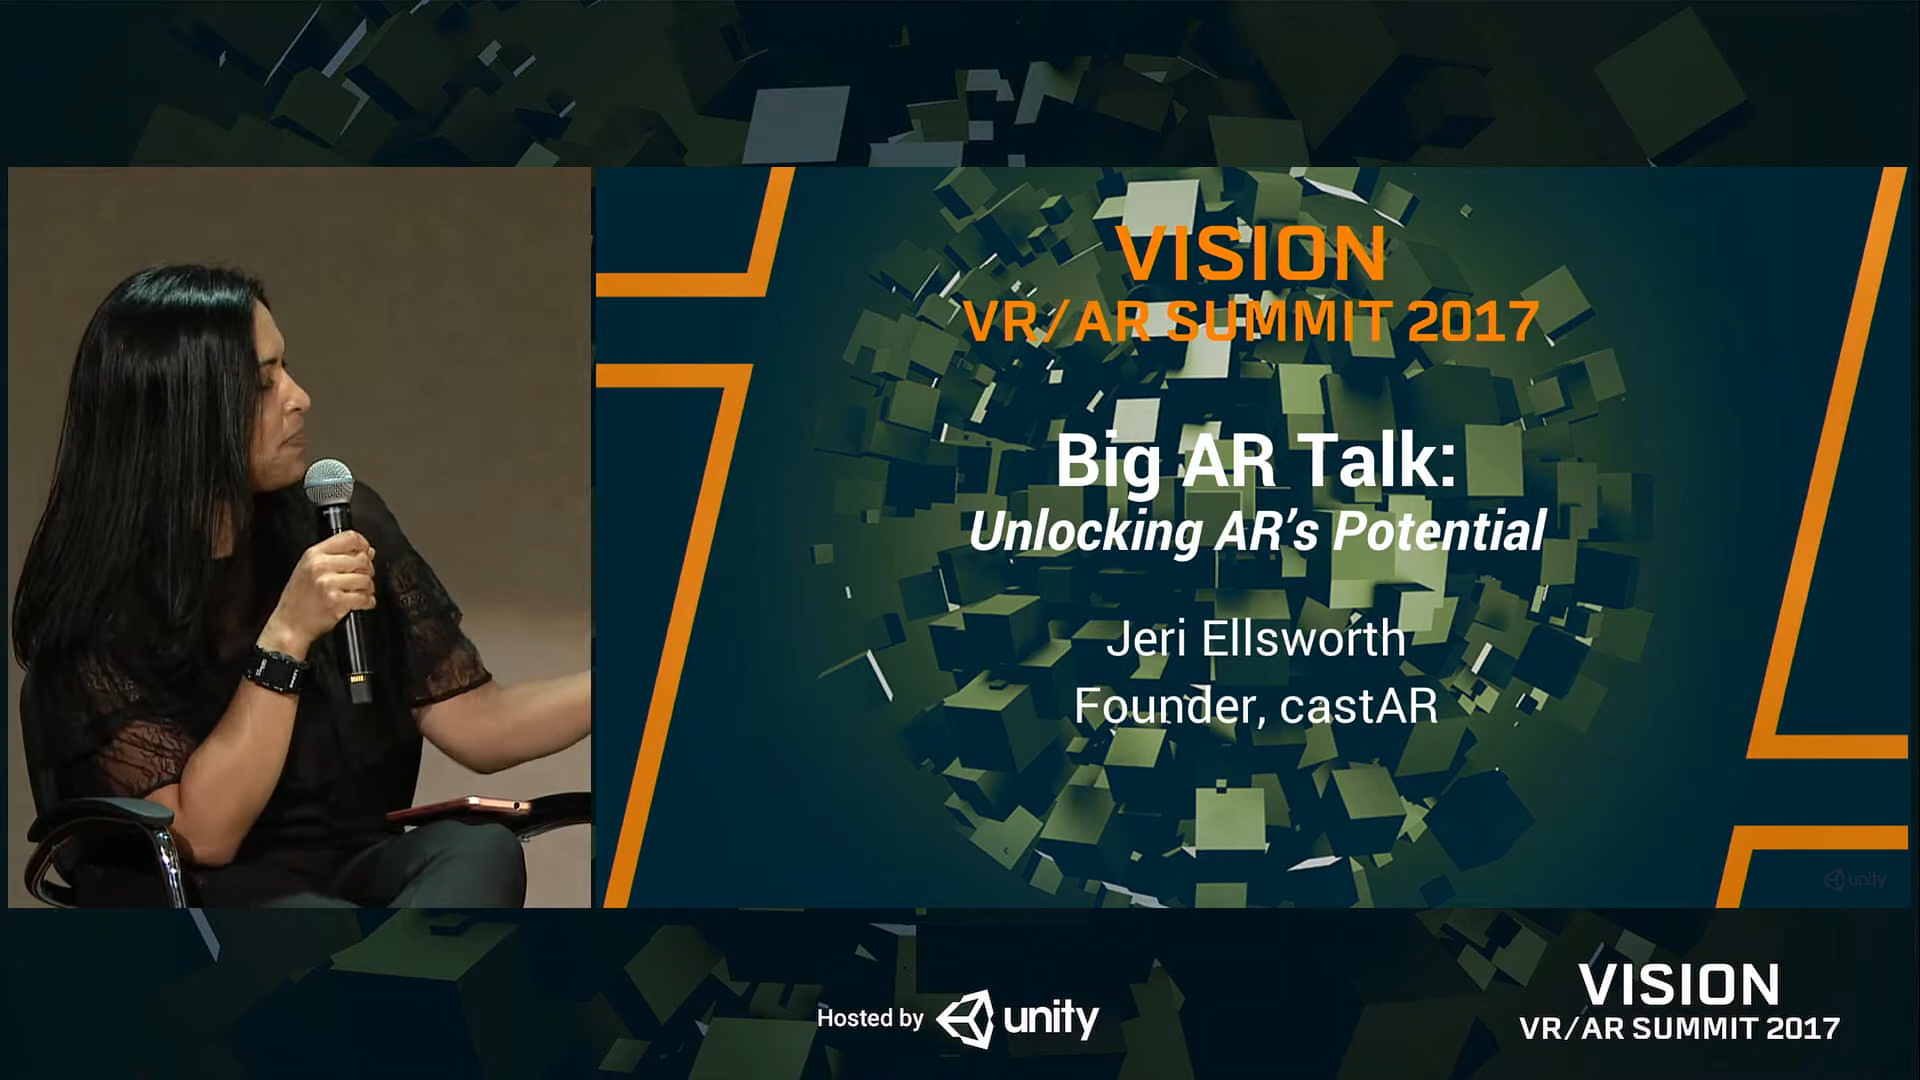 VISION
VR/AR SUMMIT 2017
Big AR Talk:
Unlocking AR's Potential
Jeri Ellsworth
Founder, castAR
unity
Hosted by unity
VISION
VR/AR SUMMIT 2017